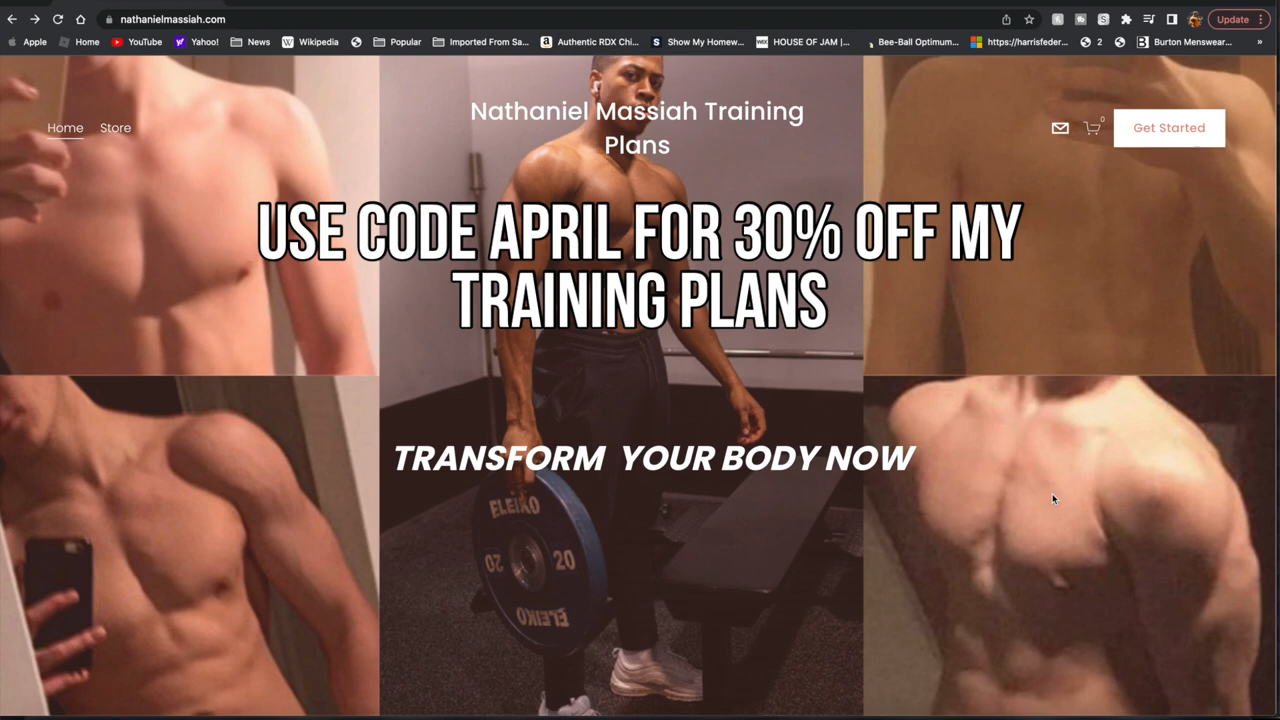 nathanielmassiah.com
Update
Apple
Home
YouTube
Yahoo!
News
Wikipedia
Popular
Imported From Sa...
Authentic RDX Chi...
Show My Homew...
HOUSE OF JAM |...
Bee-Ball Optimum...
https://harrisfeder...
2
Burton Menswear...
»
Nathaniel Massiah Training
Plans
Home
Store
0
Get Started
USE CODE APRIL FOR 30% OFF MY
TRAINING PLANS
TRANSFORM YOUR BODY NOW
ELEIKO
20
20
ELEIKO